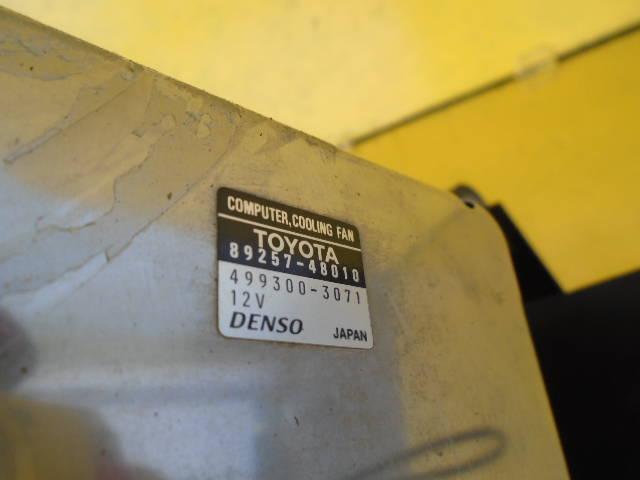 COMPUTER,COOLING FAN
TOYOTA
89257-48010
499300-3071
12V
DENSO JAPAN